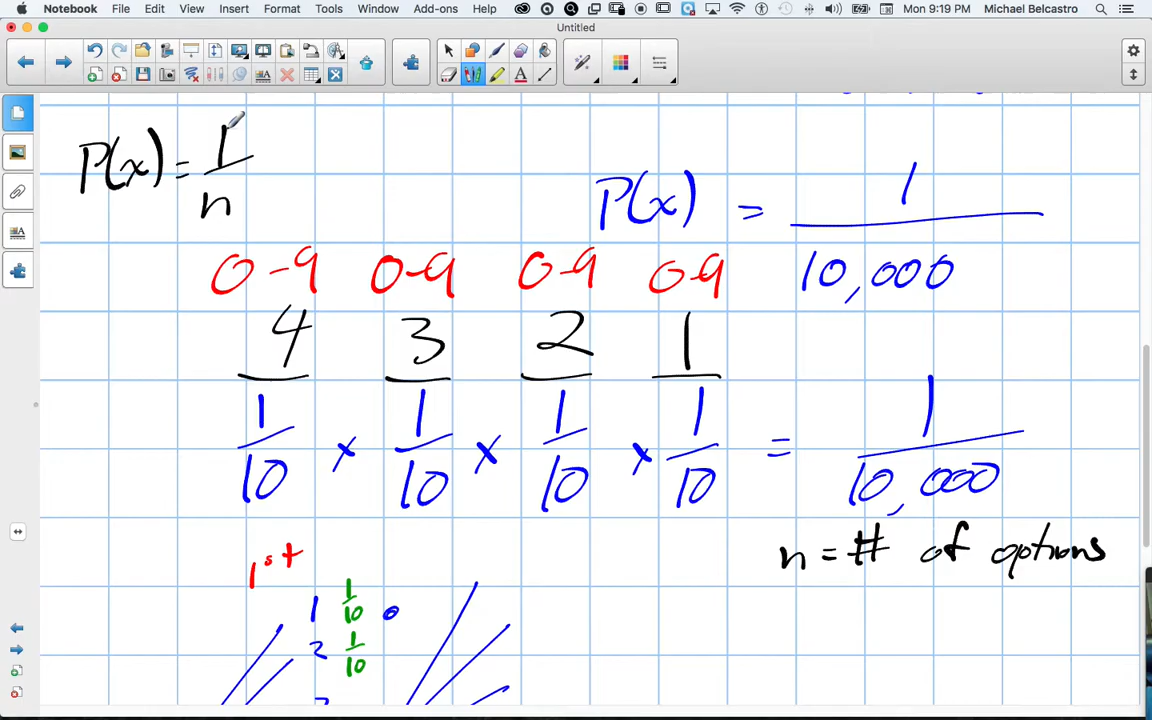 Notebook File Edit View Insert Format Tools Window Add-ons Help Mon 9:19 PM Michael Belcastro
Untitled
P(x) = 1/n
P(x) = 1/10,000
0-9 0-9 0-9 0-9
4 3 2 1
1/10 × 1/10 × 1/10 × 1/10 = 1/10,000
n = # of options
1st
1 1/10 0
2 1/10